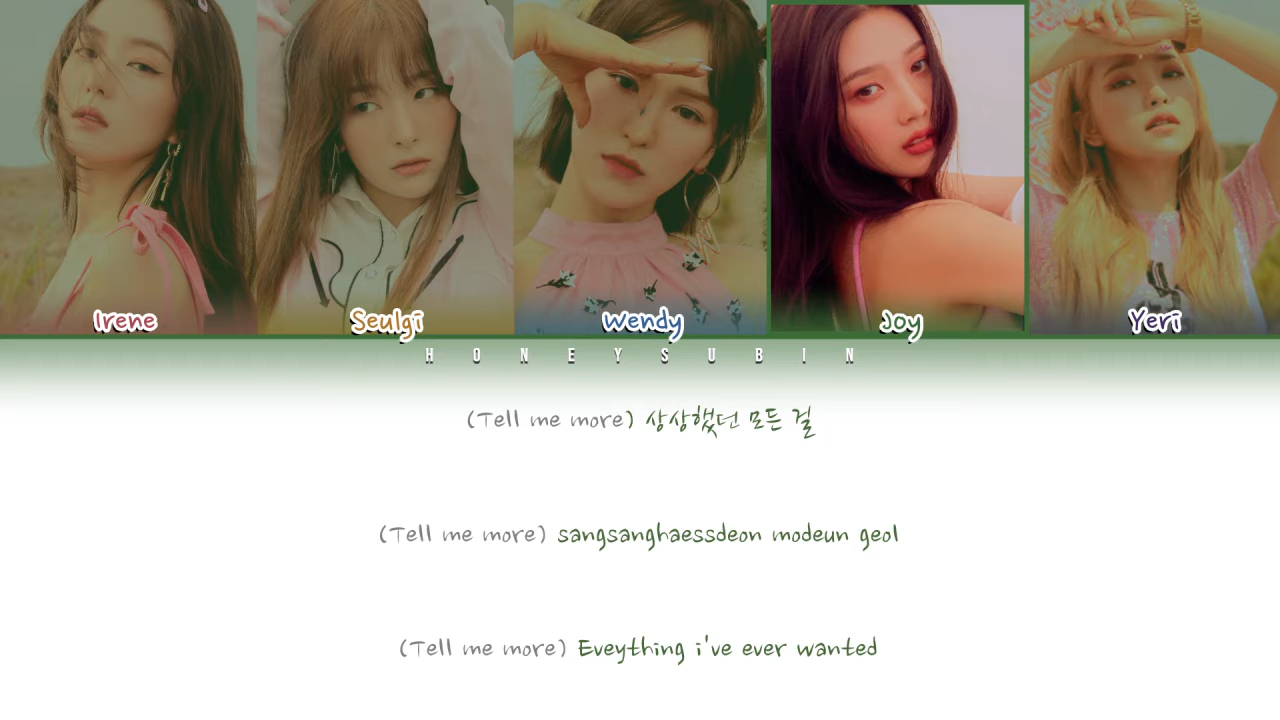 Irene Seulgi Wendy Joy Yeri
HONEYSUBIN
(Tell me more) 상상했던 모든 걸
(Tell me more) sangsanghaessdeon modeun geol
(Tell me more) Eveything i've ever wanted